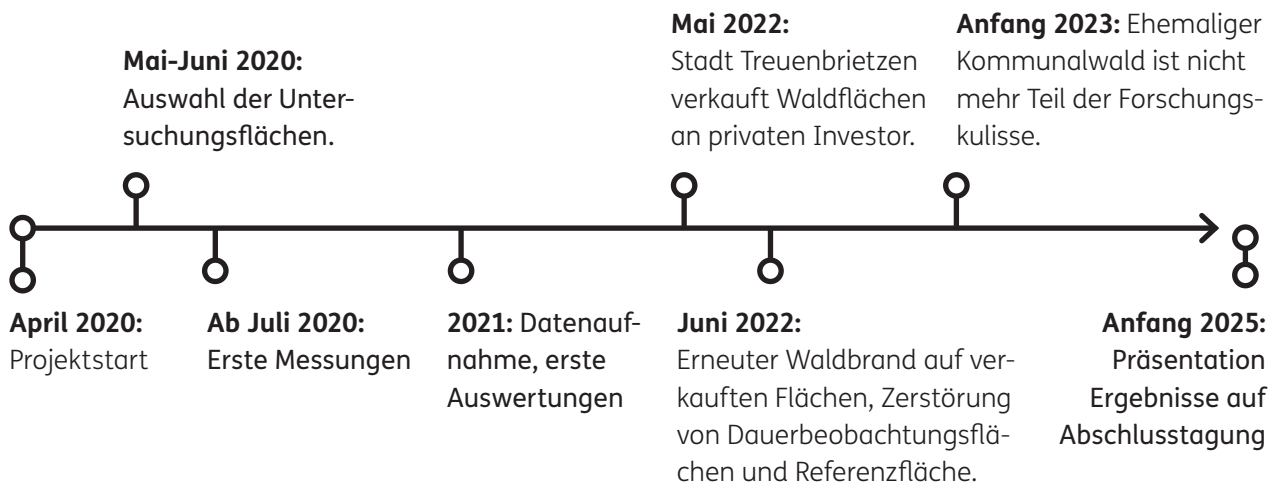 Mai-Juni 2020:
Auswahl der Unter-
suchungsflächen.
Mai 2022:
Stadt Treuenbrietzen
verkauft Waldflächen
an privaten Investor.
Anfang 2023: Ehemaliger
Kommunalwald ist nicht
mehr Teil der Forschungs-
kulisse.
April 2020:
Projektstart
Ab Juli 2020:
Erste Messungen
2021: Datenauf-
nahme, erste
Auswertungen
Juni 2022:
Erneuter Waldbrand auf ver-
kauften Flächen, Zerstörung
von Dauerbeobachtungsflä-
chen und Referenzfläche.
Anfang 2025:
Präsentation
Ergebnisse auf
Abschlusstagung